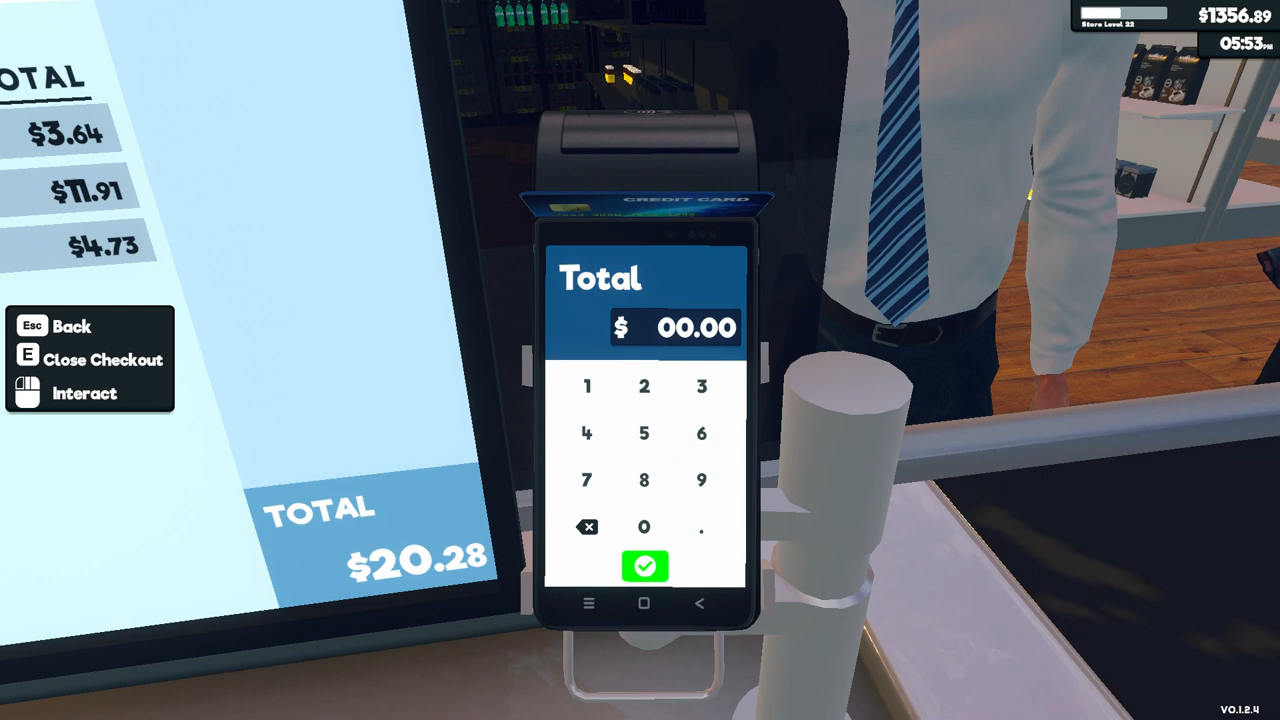 Store Level 22
$1356.89
05:53PM
OTAL
$3.64
$11.91
$4.73
Esc Back
E Close Checkout
Interact
TOTAL
$20.28
CREDIT CARD
Total
$ 00.00
1 2 3
4 5 6
7 8 9
0 .
V0.1.2.4